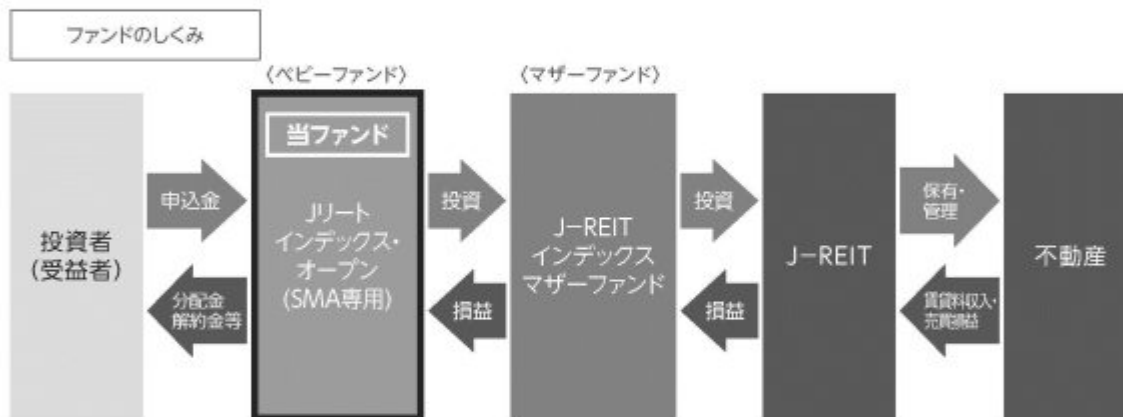 ファンドのしくみ
〈ベビーファンド〉
〈マザーファンド〉
投資者
(受益者)
申込金
分配金
解約金等
当ファンド
Jリート
インデックス・
オープン
(SMA専用)
投資
損益
J-REIT
インデックス
マザーファンド
投資
損益
J-REIT
保有・
管理
賃貸料収入・
売買損益
不動産